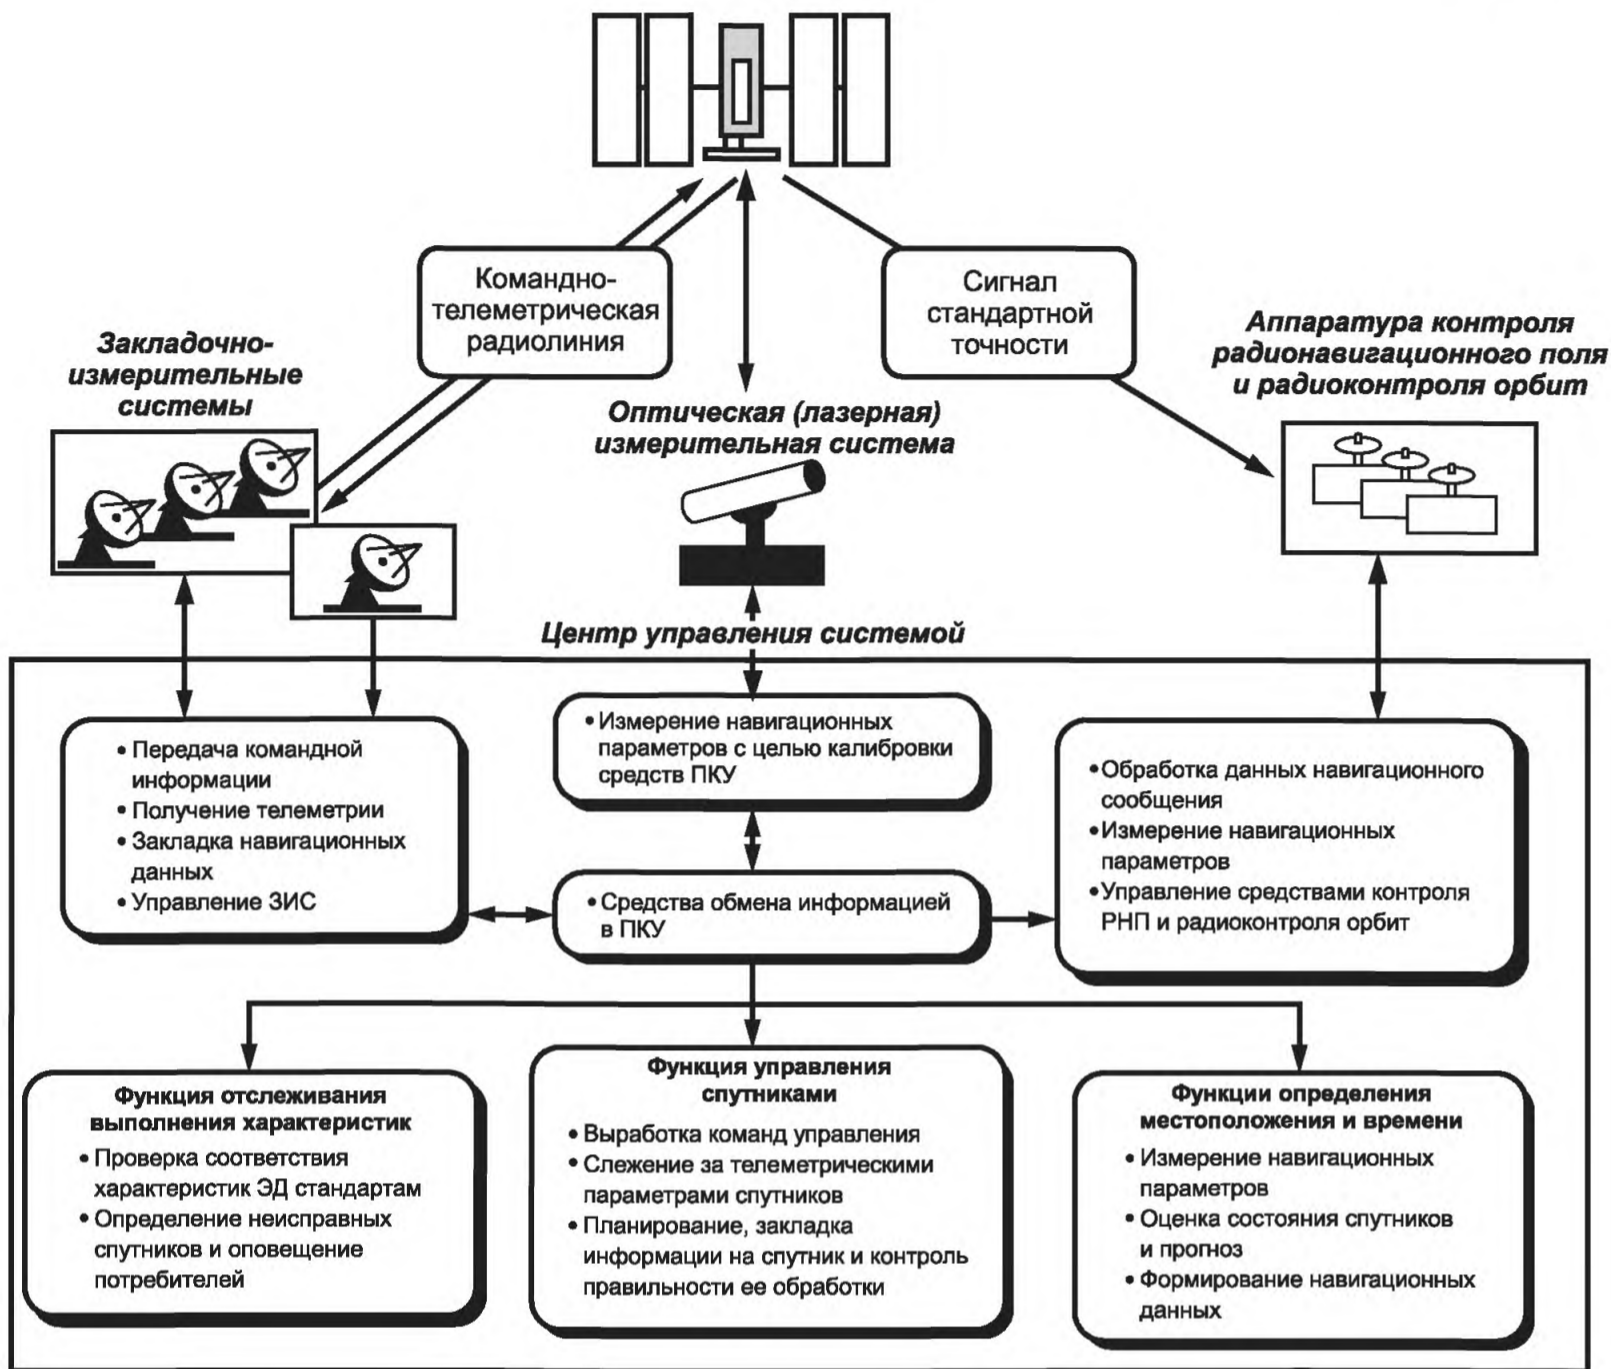 Командно-
телеметрическая
радиолиния
Сигнал
стандартной
точности
Закладочно-
измерительные
системы
Оптическая (лазерная)
измерительная система
Аппаратура контроля
радионавигационного поля
и радиоконтроля орбит
Центр управления системой
• Передача командной
информации
• Получение телеметрии
• Закладка навигационных
данных
• Управление ЗИС
• Измерение навигационных
параметров с целью калибровки
средств ПКУ
• Средства обмена информацией
в ПКУ
• Обработка данных навигационного
сообщения
• Измерение навигационных
параметров
• Управление средствами контроля
РНП и радиоконтроля орбит
Функция отслеживания
выполнения характеристик
• Проверка соответствия
характеристик ЭД стандартам
• Определение неисправных
спутников и оповещение
потребителей
Функция управления
спутниками
• Выработка команд управления
• Слежение за телеметрическими
параметрами спутников
• Планирование, закладка
информации на спутник и контроль
правильности ее обработки
Функции определения
местоположения и времени
• Измерение навигационных
параметров
• Оценка состояния спутников
и прогноз
• Формирование навигационных
данных